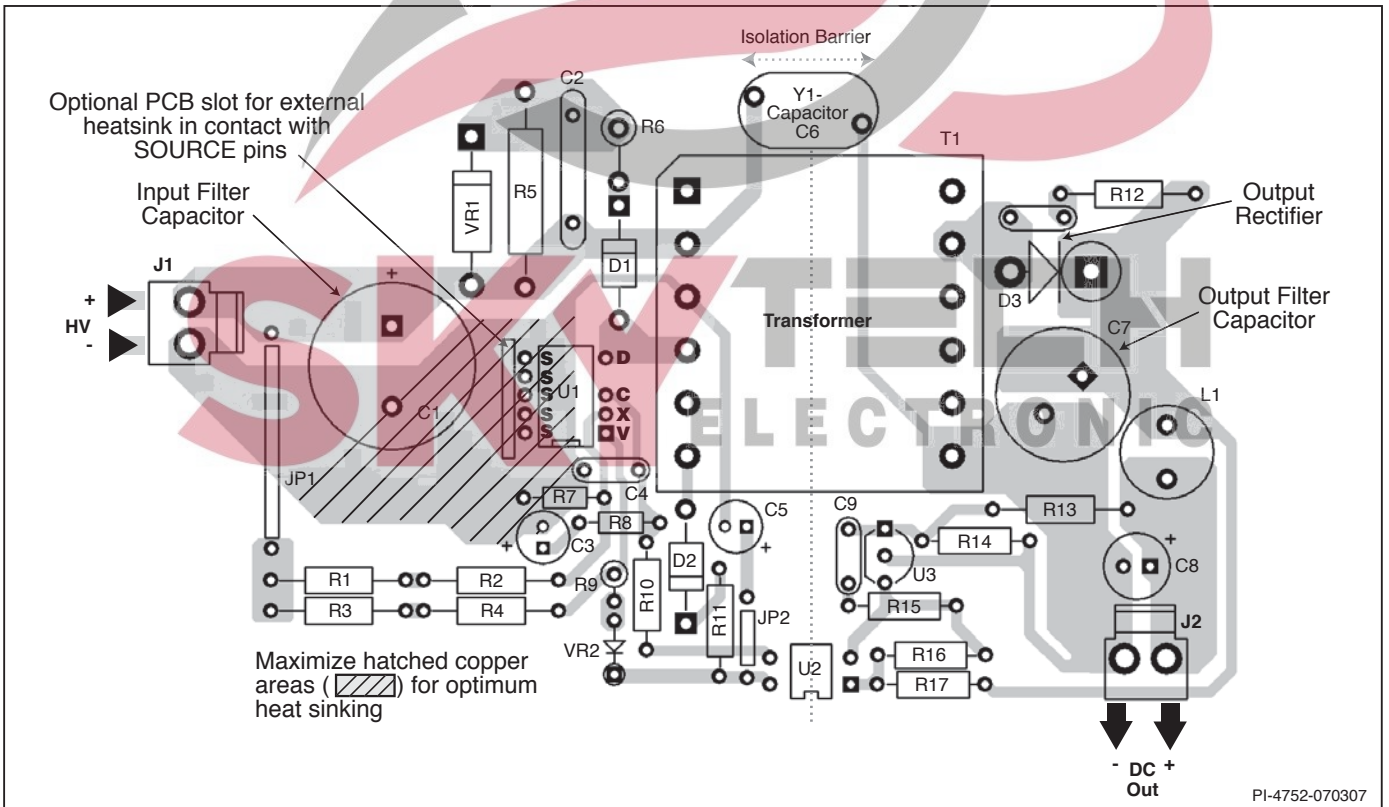 Isolation Barrier
Optional PCB slot for external
heatsink in contact with
SOURCE pins
C2
Y1-
Capacitor
C6
R6
T1
Input Filter
Capacitor
VR1
R5
R12
Output
Rectifier
J1
D1
D3
+
+
HV
-
Transformer
Output Filter
Capacitor
C7
SKYTECH
ELECTRONIC
S D
S
S C
S X
S V
U1
C1
L1
JP1
R7
C4
C5
C9
R13
R8
+
C3
+
D2
U3
R14
+
C8
R1
R2
R9
R10
R11
R15
R3
R4
JP2
J2
VR2
U2
R16
R17
Maximize hatched copper
areas ( ) for optimum
heat sinking
- DC +
Out
PI-4752-070307